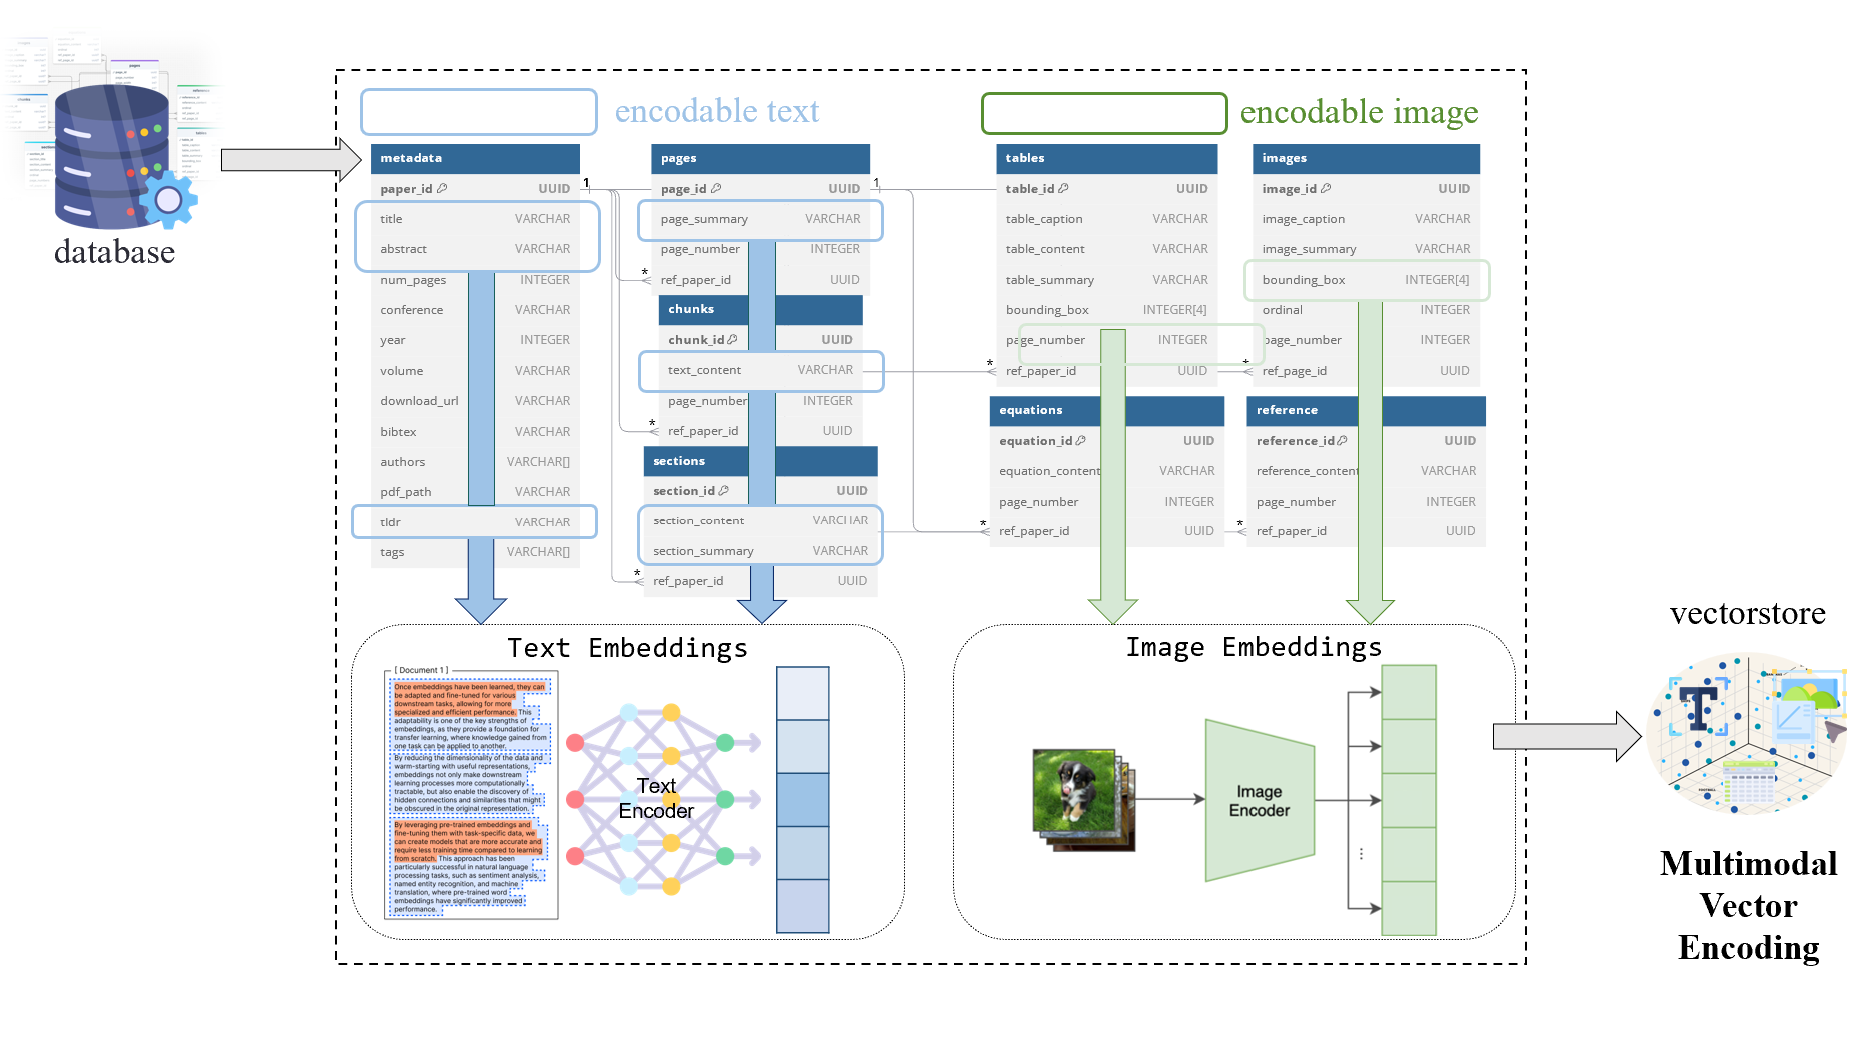 database
encodable text
encodable image
metadata
paper_id UUID
title VARCHAR
abstract VARCHAR
num_pages INTEGER
conference VARCHAR
year INTEGER
volume VARCHAR
download_url VARCHAR
bibtex VARCHAR
authors VARCHAR[]
pdf_path VARCHAR
tldr VARCHAR
tags VARCHAR[]
1
pages
page_id UUID
page_summary VARCHAR
page_number INTEGER
* ref_paper_id UUID
chunks
chunk_id UUID
text_content VARCHAR
page_number INTEGER
* ref_paper_id UUID
sections
section_id UUID
section_content VARCHAR
section_summary VARCHAR
* ref_paper_id UUID
1
tables
table_id UUID
table_caption VARCHAR
table_content VARCHAR
table_summary VARCHAR
bounding_box INTEGER[4]
page_number INTEGER
* ref_paper_id UUID
images
image_id UUID
image_caption VARCHAR
image_summary VARCHAR
bounding_box INTEGER[4]
ordinal INTEGER
page_number INTEGER
* ref_page_id UUID
equations
equation_id UUID
equation_content VARCHAR
page_number INTEGER
* ref_paper_id UUID
reference
reference_id UUID
reference_content VARCHAR
page_number INTEGER
* ref_paper_id UUID
Text Embeddings
[ Document 1 ]
Once embeddings have been learned, they can
be adapted and fine-tuned for various
downstream tasks, allowing for more
specialized and efficient performance. This
adaptability is one of the key strengths of
embeddings, as they provide a foundation for
transfer learning, where knowledge gained from
one task can be applied to another.
By reducing the dimensionality of the data and
warm-starting with useful representations,
embeddings not only make downstream
learning processes more computationally
tractable, but also enable the discovery of
hidden connections and similarities that might
be obscured in the original representation.
By leveraging pre-trained embeddings and
fine-tuning them with task-specific data, we
can create models that are more accurate and
require less training time compared to learning
from scratch. This approach has been
particularly successful in natural language
processing tasks, such as sentiment analysis,
named entity recognition, and machine
translation, where pre-trained word
embeddings have significantly improved
performance.
Text
Encoder
Image Embeddings
Image
Encoder
vectorstore
T
Multimodal
Vector
Encoding